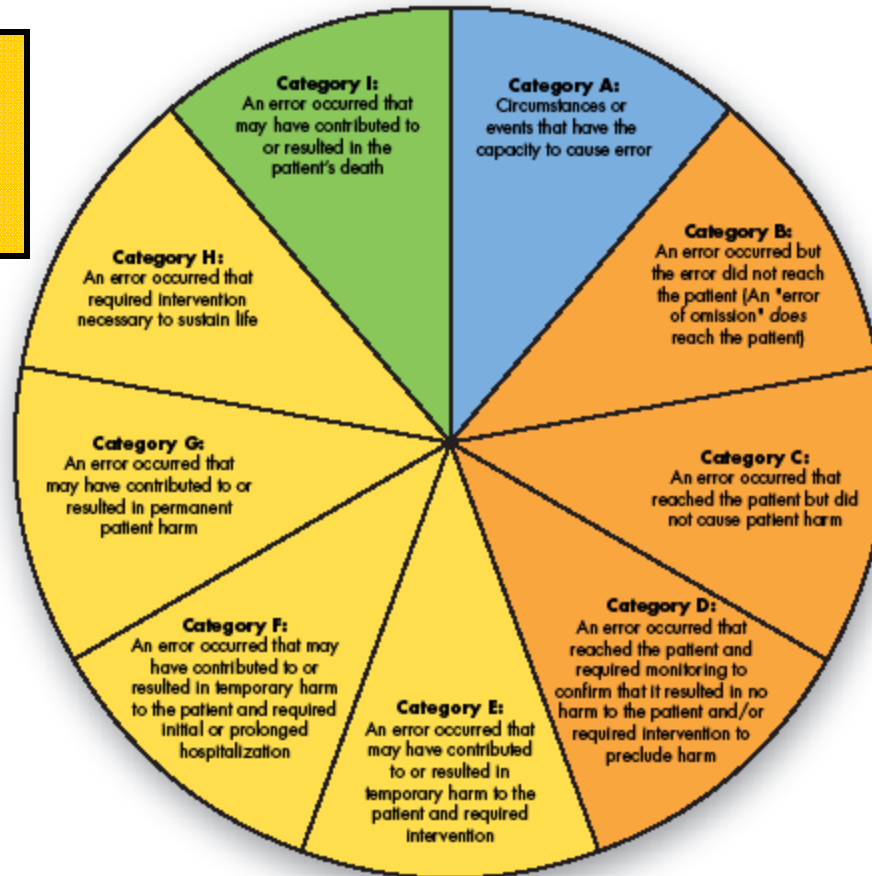 Category I:
An error occurred that
may have contributed to
or resulted in the
patient's death
Category A:
Circumstances or
events that have the
capacity to cause error
Category B:
An error occurred but
the error did not reach
the patient (An "error
of omission" does
reach the patient)
Category C:
An error occurred that
reached the patient but did
not cause patient harm
Category D:
An error occurred that
reached the patient and
required monitoring to
confirm that it resulted in no
harm to the patient and/or
required intervention to
preclude harm
Category E:
An error occurred that
may have contributed
to or resulted in
temporary harm to the
patient and required
intervention
Category F:
An error occurred that may
have contributed to or
resulted in temporary harm
to the patient and required
initial or prolonged
hospitalization
Category G:
An error occurred that
may have contributed to or
resulted in permanent
patient harm
Category H:
An error occurred that
required intervention
necessary to sustain life